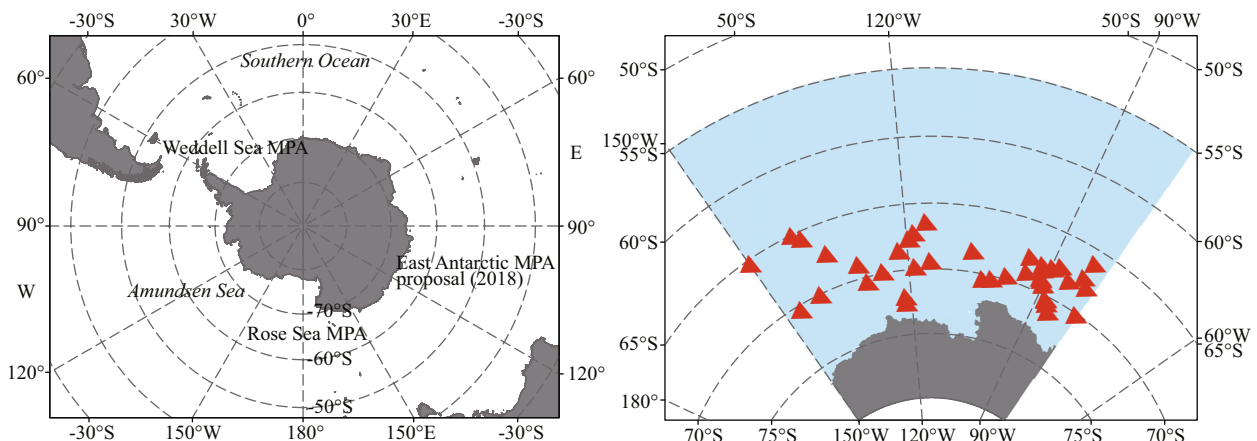 -30°S 30°W 0° 30°E -30°S
60° 60°
Southern Ocean
Weddell Sea MPA
E
90° 90°
East Antarctic MPA
proposal (2018)
W
Amundsen Sea
-70°S
Rose Sea MPA
-60°S
120° 120°
-50°S
-30°S 150°W 180° 150°E -30°S
50°S 120°W 50°S 90°W
50°S 50°S
150°W
55°S 55°S
60°S 60°S
60°W
65°S 65°S
180°
70°S 75°S 150°W 120°W 90°W 75°S 70°S